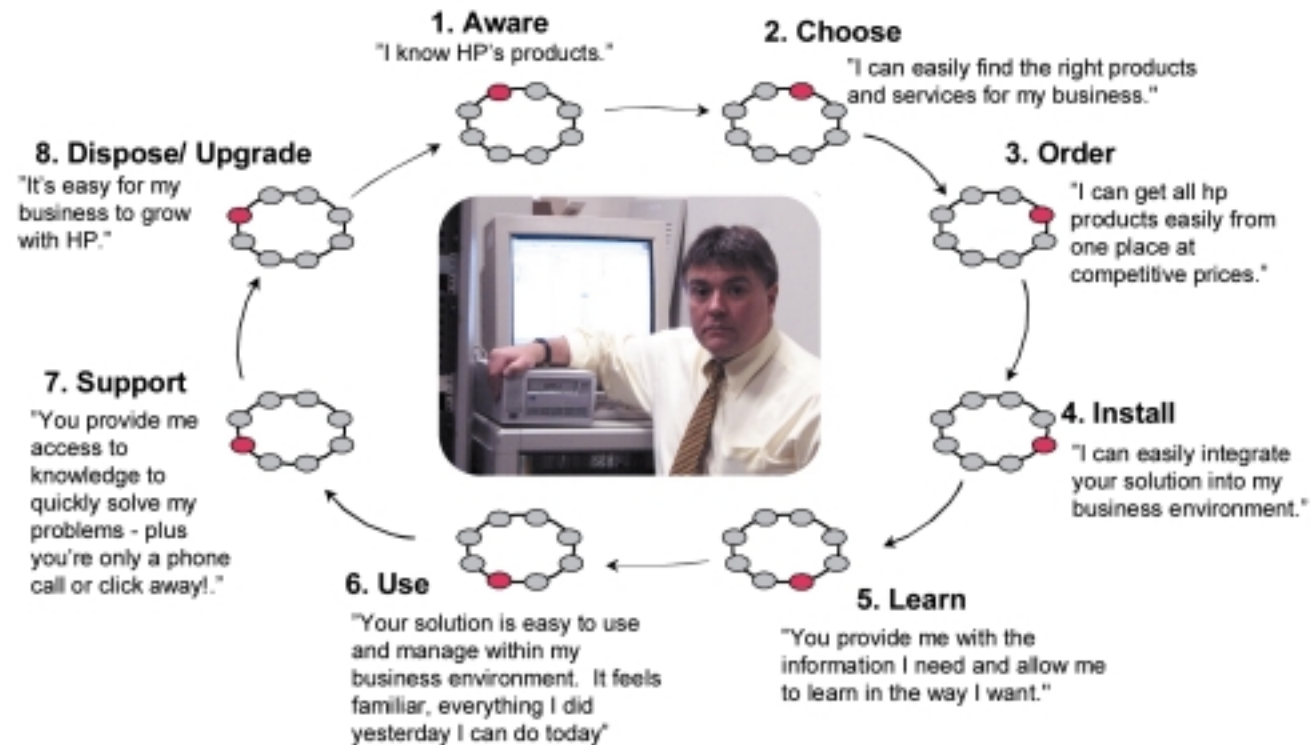 1. Aware
"I know HP's products."
2. Choose
"I can easily find the right products
and services for my business."
3. Order
"I can get all hp
products easily from
one place at
competitive prices."
4. Install
"I can easily integrate
your solution into my
business environment."
5. Learn
"You provide me with the
information I need and allow me
to learn in the way I want."
6. Use
"Your solution is easy to use
and manage within my
business environment.  It feels
familiar, everything I did
yesterday I can do today"
7. Support
"You provide me
access to
knowledge to
quickly solve my
problems - plus
you're only a phone
call or click away!."
8. Dispose/ Upgrade
"It's easy for my
business to grow
with HP."